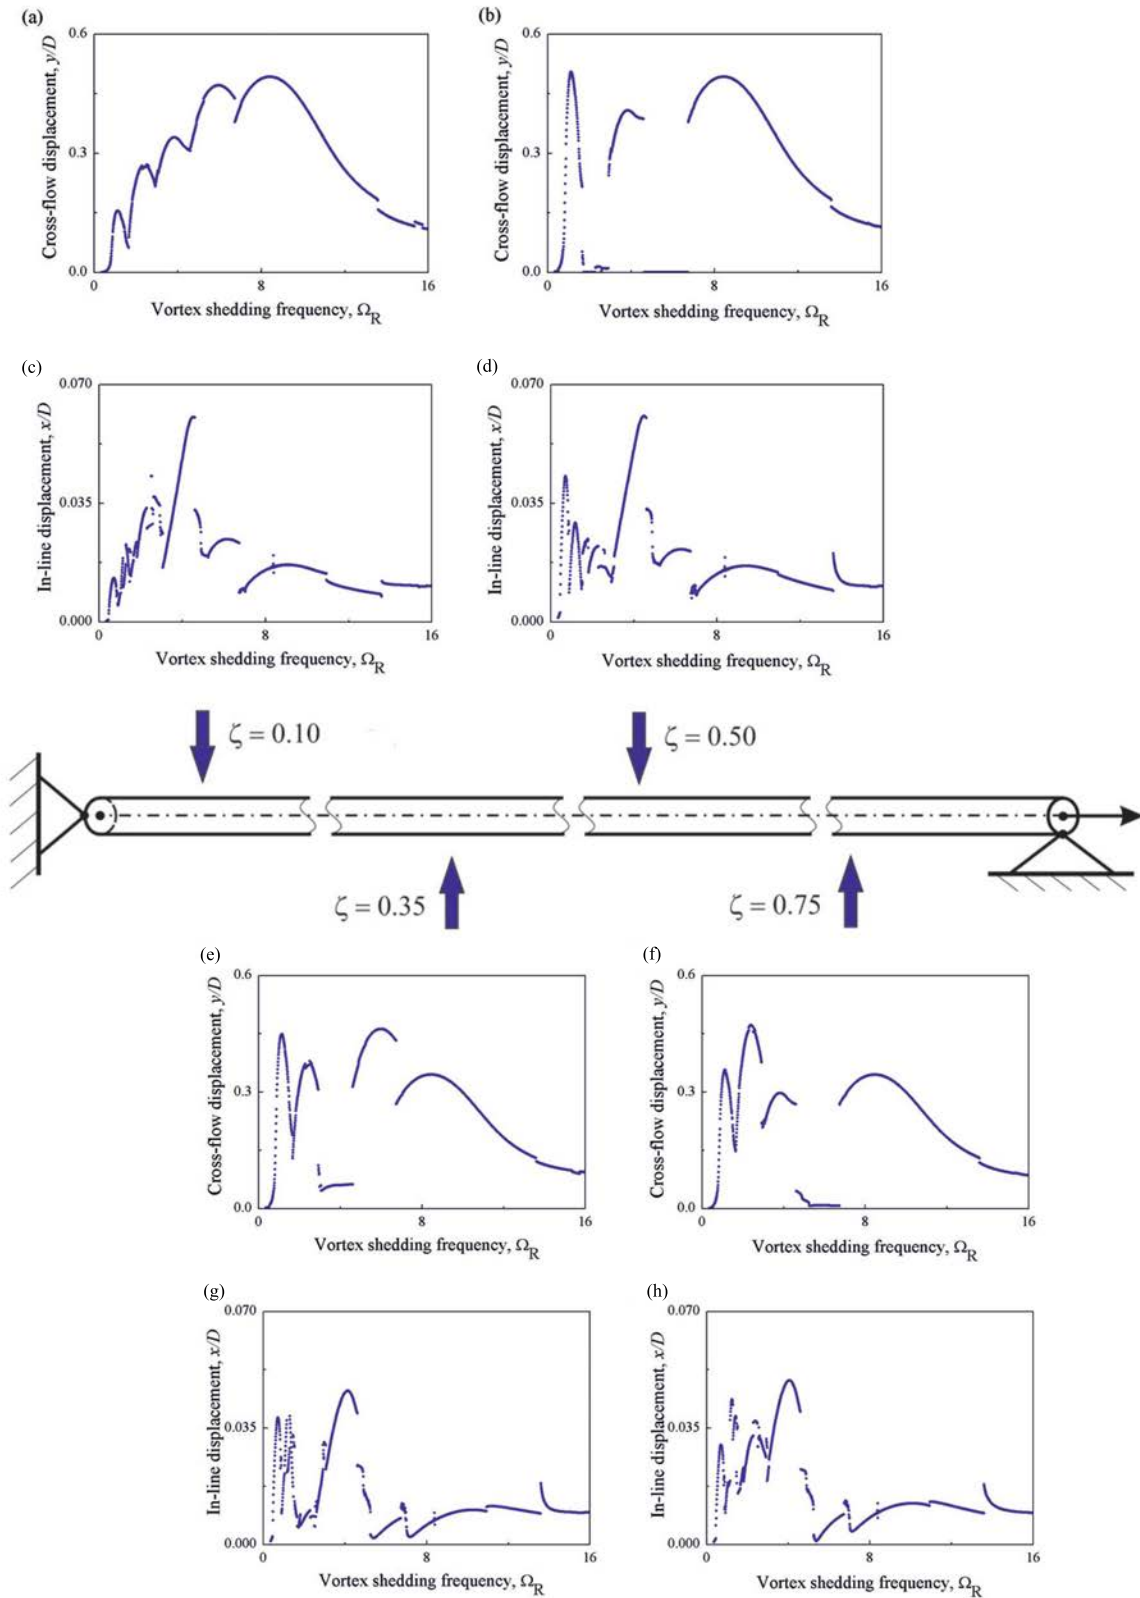 (a)
0.6
0.3
0.0
Cross-flow displacement, y/D
0
8
16
Vortex shedding frequency, Ω_R
(b)
0.6
0.3
0.0
Cross-flow displacement, y/D
0
8
16
Vortex shedding frequency, Ω_R
(c)
0.070
0.035
0.000
In-line displacement, x/D
0
8
16
Vortex shedding frequency, Ω_R
(d)
0.070
0.035
0.000
In-line displacement, x/D
0
8
16
Vortex shedding frequency, Ω_R
ζ = 0.10
ζ = 0.50
ζ = 0.35
ζ = 0.75
(e)
0.6
0.3
0.0
Cross-flow displacement, y/D
0
8
16
Vortex shedding frequency, Ω_R
(f)
0.6
0.3
0.0
Cross-flow displacement, y/D
0
8
16
Vortex shedding frequency, Ω_R
(g)
0.070
0.035
0.000
In-line displacement, x/D
0
8
16
Vortex shedding frequency, Ω_R
(h)
0.070
0.035
0.000
In-line displacement, x/D
0
8
16
Vortex shedding frequency, Ω_R